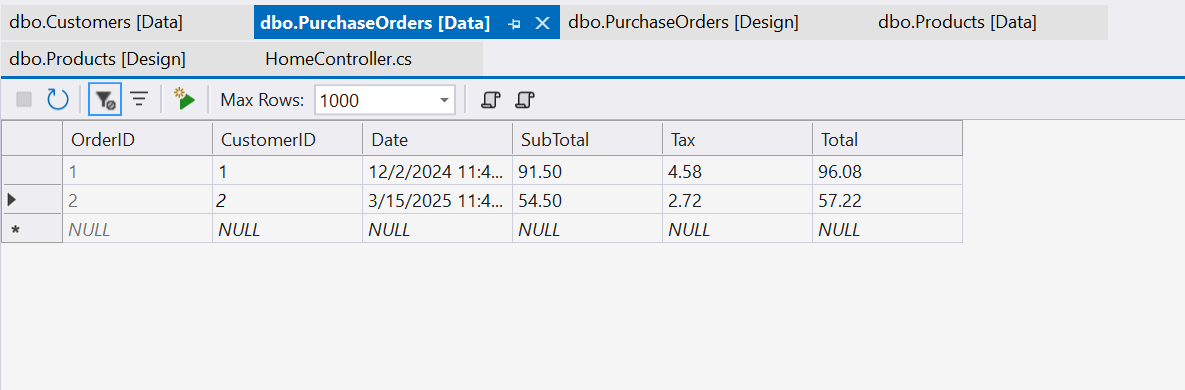 dbo.Customers [Data] dbo.PurchaseOrders [Data] dbo.PurchaseOrders [Design] dbo.Products [Data]
dbo.Products [Design] HomeController.cs
Max Rows: 1000
OrderID CustomerID Date SubTotal Tax Total
1 1 12/2/2024 11:4... 91.50 4.58 96.08
2 2 3/15/2025 11:4... 54.50 2.72 57.22
* NULL NULL NULL NULL NULL NULL